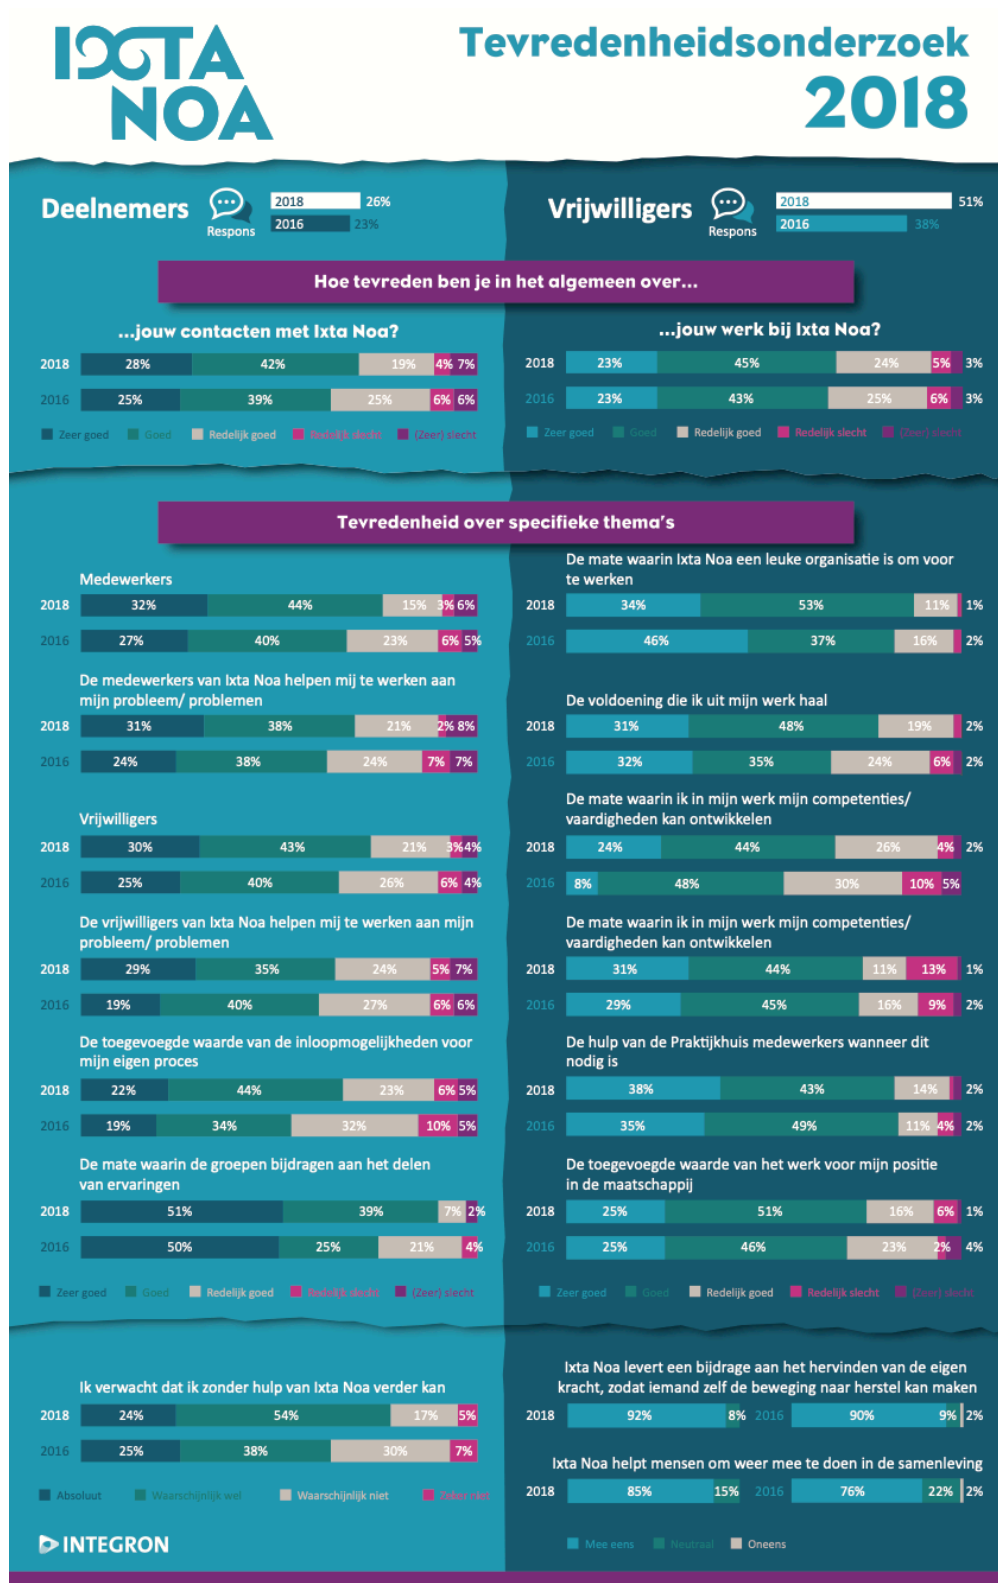 IXTA
NOA
Tevredenheidsonderzoek
2018
Deelnemers
Respons
2018 26%
2016 23%
Vrijwilligers
Respons
2018 51%
2016 38%
Hoe tevreden ben je in het algemeen over...
...jouw contacten met Ixta Noa?
2018 28% 42% 19% 4% 7%
2016 25% 39% 25% 6% 6%
Zeer goed Goed Redelijk goed Redelijk slecht (Zeer) slecht
...jouw werk bij Ixta Noa?
2018 23% 45% 24% 5% 3%
2016 23% 43% 25% 6% 3%
Zeer goed Goed Redelijk goed Redelijk slecht (Zeer) slecht
Tevredenheid over specifieke thema's
Medewerkers
2018 32% 44% 15% 3% 6%
2016 27% 40% 23% 6% 5%
De medewerkers van Ixta Noa helpen mij te werken aan
mijn probleem/ problemen
2018 31% 38% 21% 2% 8%
2016 24% 38% 24% 7% 7%
Vrijwilligers
2018 30% 43% 21% 3% 4%
2016 25% 40% 26% 6% 4%
De vrijwilligers van Ixta Noa helpen mij te werken aan mijn
probleem/ problemen
2018 29% 35% 24% 5% 7%
2016 19% 40% 27% 6% 6%
De toegevoegde waarde van de inloopmogelijkheden voor
mijn eigen proces
2018 22% 44% 23% 6% 5%
2016 19% 34% 32% 10% 5%
De mate waarin de groepen bijdragen aan het delen
van ervaringen
2018 51% 39% 7% 2%
2016 50% 25% 21% 4%
Zeer goed Goed Redelijk goed Redelijk slecht (Zeer) slecht
De mate waarin Ixta Noa een leuke organisatie is om voor
te werken
2018 34% 53% 11% 1%
2016 46% 37% 16% 2%
De voldoening die ik uit mijn werk haal
2018 31% 48% 19% 2%
2016 32% 35% 24% 6% 2%
De mate waarin ik in mijn werk mijn competenties/
vaardigheden kan ontwikkelen
2018 24% 44% 26% 4% 2%
2016 8% 48% 30% 10% 5%
De mate waarin ik in mijn werk mijn competenties/
vaardigheden kan ontwikkelen
2018 31% 44% 11% 13% 1%
2016 29% 45% 16% 9% 2%
De hulp van de Praktijkhuis medewerkers wanneer dit
nodig is
2018 38% 43% 14% 2%
2016 35% 49% 11% 4% 2%
De toegevoegde waarde van het werk voor mijn positie
in de maatschappij
2018 25% 51% 16% 6% 1%
2016 25% 46% 23% 2% 4%
Zeer goed Goed Redelijk goed Redelijk slecht (Zeer) slecht
Ik verwacht dat ik zonder hulp van Ixta Noa verder kan
2018 24% 54% 17% 5%
2016 25% 38% 30% 7%
Absoluut Waarschijnlijk wel Waarschijnlijk niet Zeker niet
INTEGRON
Ixta Noa levert een bijdrage aan het hervinden van de eigen
kracht, zodat iemand zelf de beweging naar herstel kan maken
2018 92% 8% 2016 90% 9% 2%
Ixta Noa helpt mensen om weer mee te doen in de samenleving
2018 85% 15% 2016 76% 22% 2%
Mee eens Neutraal Oneens